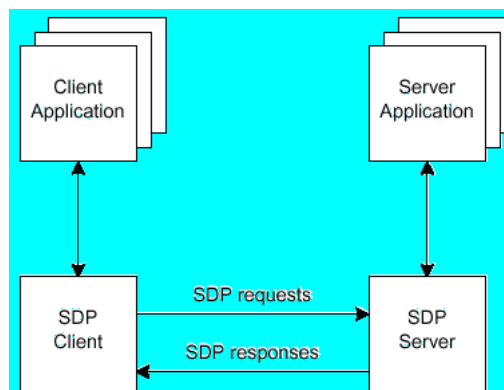 Client
Application
Server
Application
SDP requests
SDP
Client
SDP responses
SDP
Server